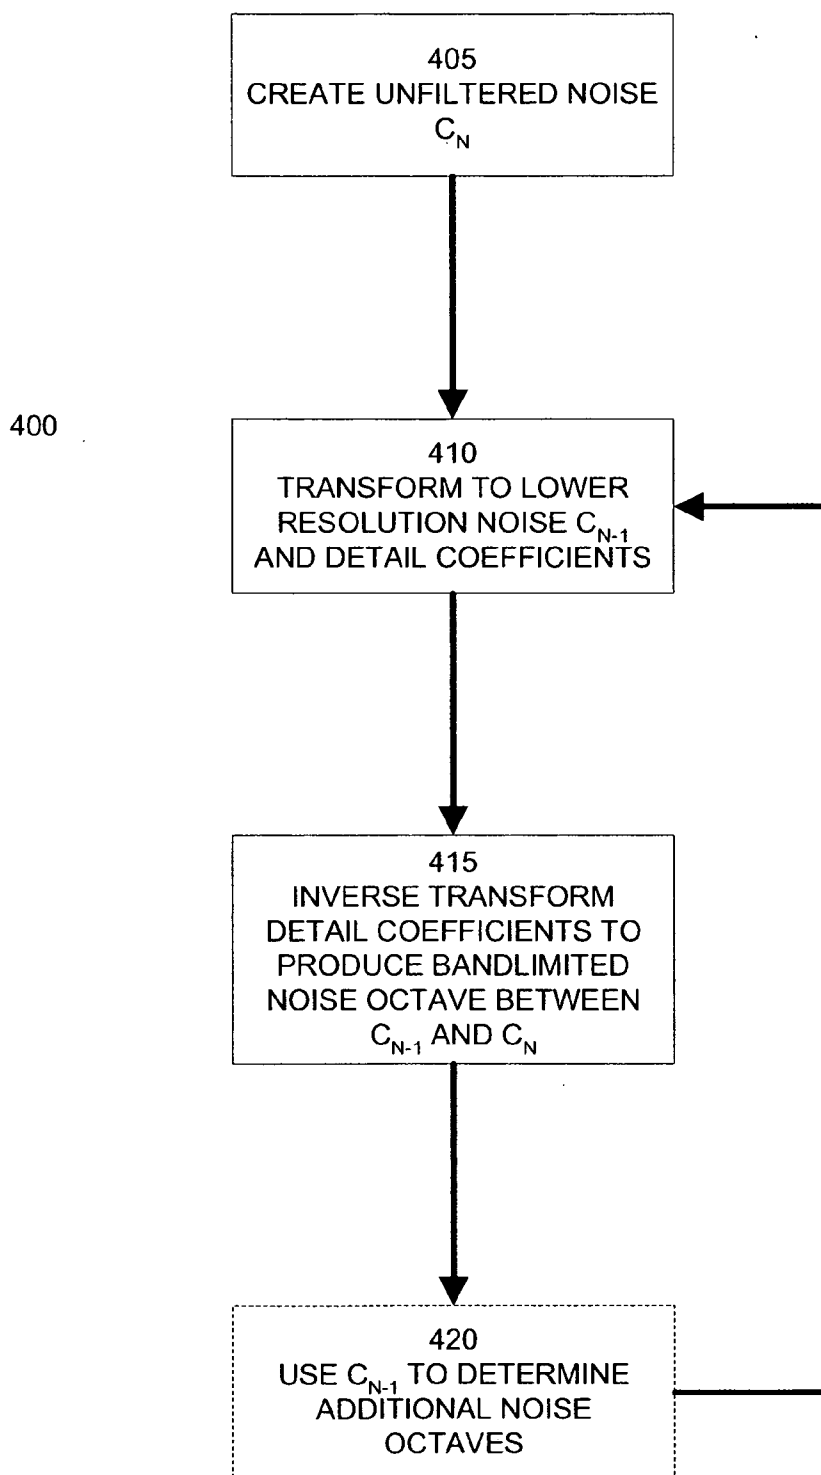 405
CREATE UNFILTERED NOISE
C_N
400
410
TRANSFORM TO LOWER
RESOLUTION NOISE C_N-1
AND DETAIL COEFFICIENTS
415
INVERSE TRANSFORM
DETAIL COEFFICIENTS TO
PRODUCE BANDLIMITED
NOISE OCTAVE BETWEEN
C_N-1 AND C_N
420
USE C_N-1 TO DETERMINE
ADDITIONAL NOISE
OCTAVES